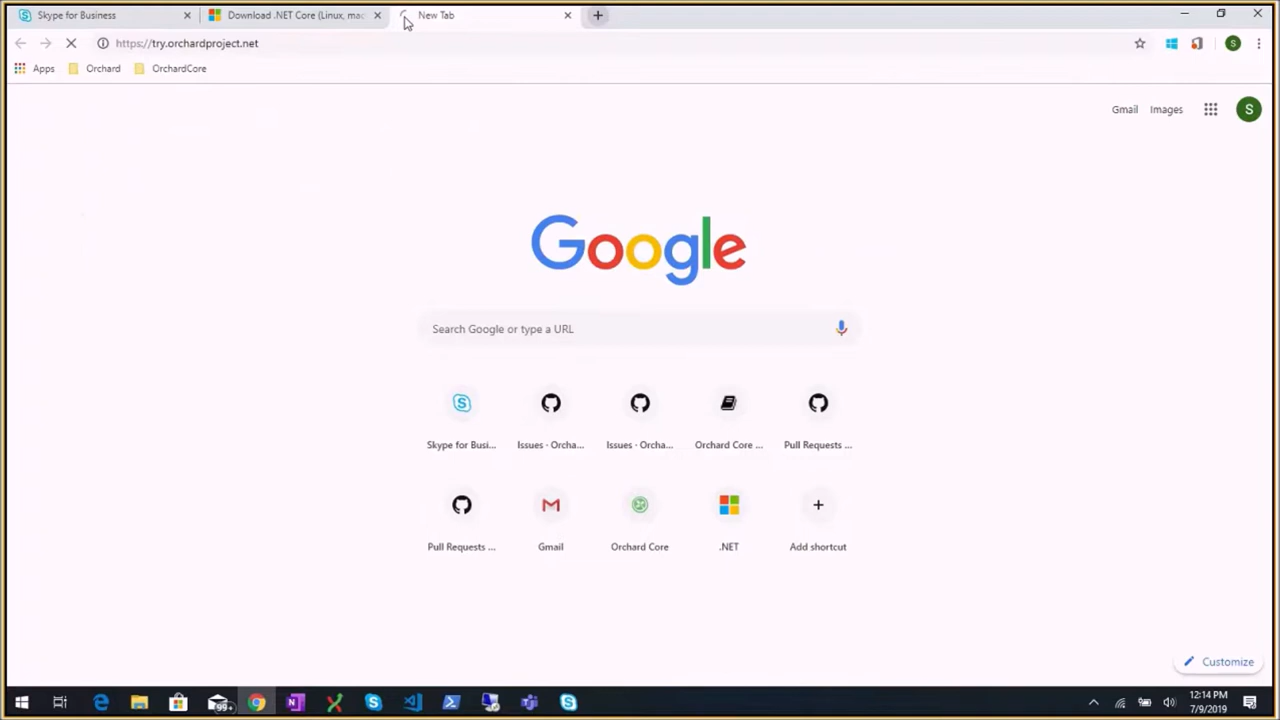 Skype for Business
Download .NET Core (Linux, mac
New Tab
https://try.orchardproject.net
S
Apps
Orchard
OrchardCore
Gmail
Images
S
Google
Search Google or type a URL
Skype for Busi...
Issues · Orcha...
Issues · Orcha...
Orchard Core ...
Pull Requests ...
Pull Requests ...
Gmail
Orchard Core
.NET
Add shortcut
Customize
99+
12:14 PM
7/9/2019